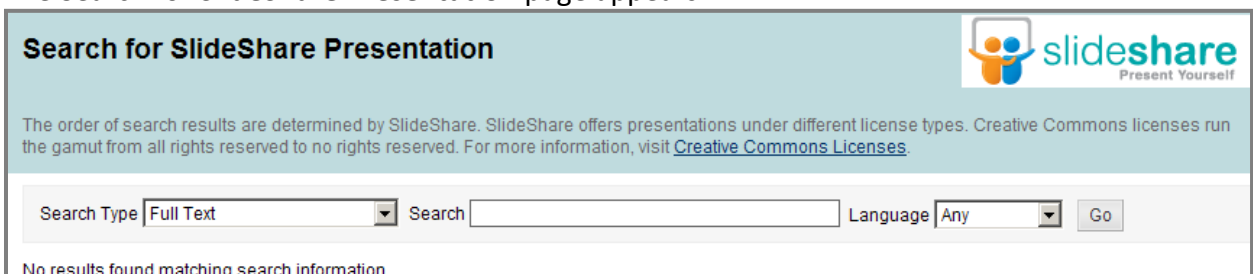 Search for SlideShare Presentation
slideshare
Present Yourself
The order of search results are determined by SlideShare. SlideShare offers presentations under different license types. Creative Commons licenses run
the gamut from all rights reserved to no rights reserved. For more information, visit Creative Commons Licenses.
Search Type Full Text Search Language Any Go
No results found matching search information